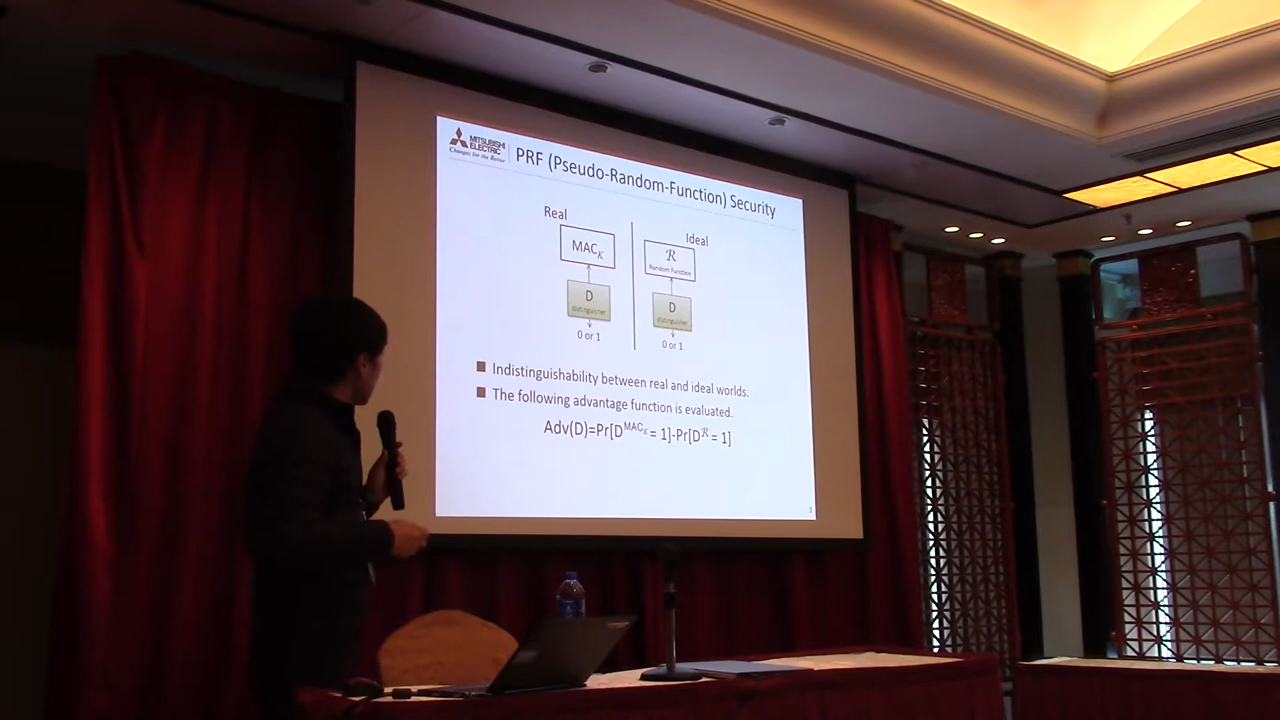 MITSUBISHI
ELECTRIC
Changes for the Better
PRF (Pseudo-Random-Function) Security
Real
Ideal
MAC_K
ℛ
Random Function
D
distinguisher
D
distinguisher
0 or 1
0 or 1
Indistinguishability between real and ideal worlds.
The following advantage function is evaluated.
Adv(D)=Pr[D^{MAC_K} = 1]-Pr[D^ℛ = 1]
3